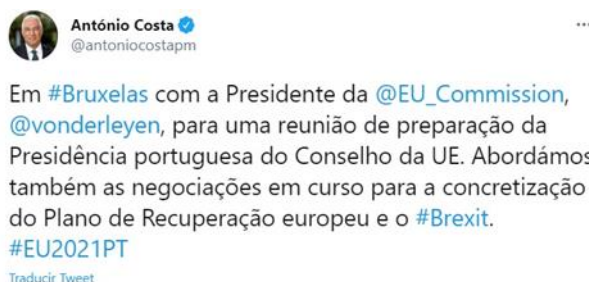 António Costa
@antoniocostapm
Em #Bruxelas com a Presidente da @EU_Commission,
@vonderleyen, para uma reunião de preparação da
Presidência portuguesa do Conselho da UE. Abordámos
também as negociações em curso para a concretização
do Plano de Recuperação europeu e o #Brexit.
#EU2021PT
Traducir Tweet